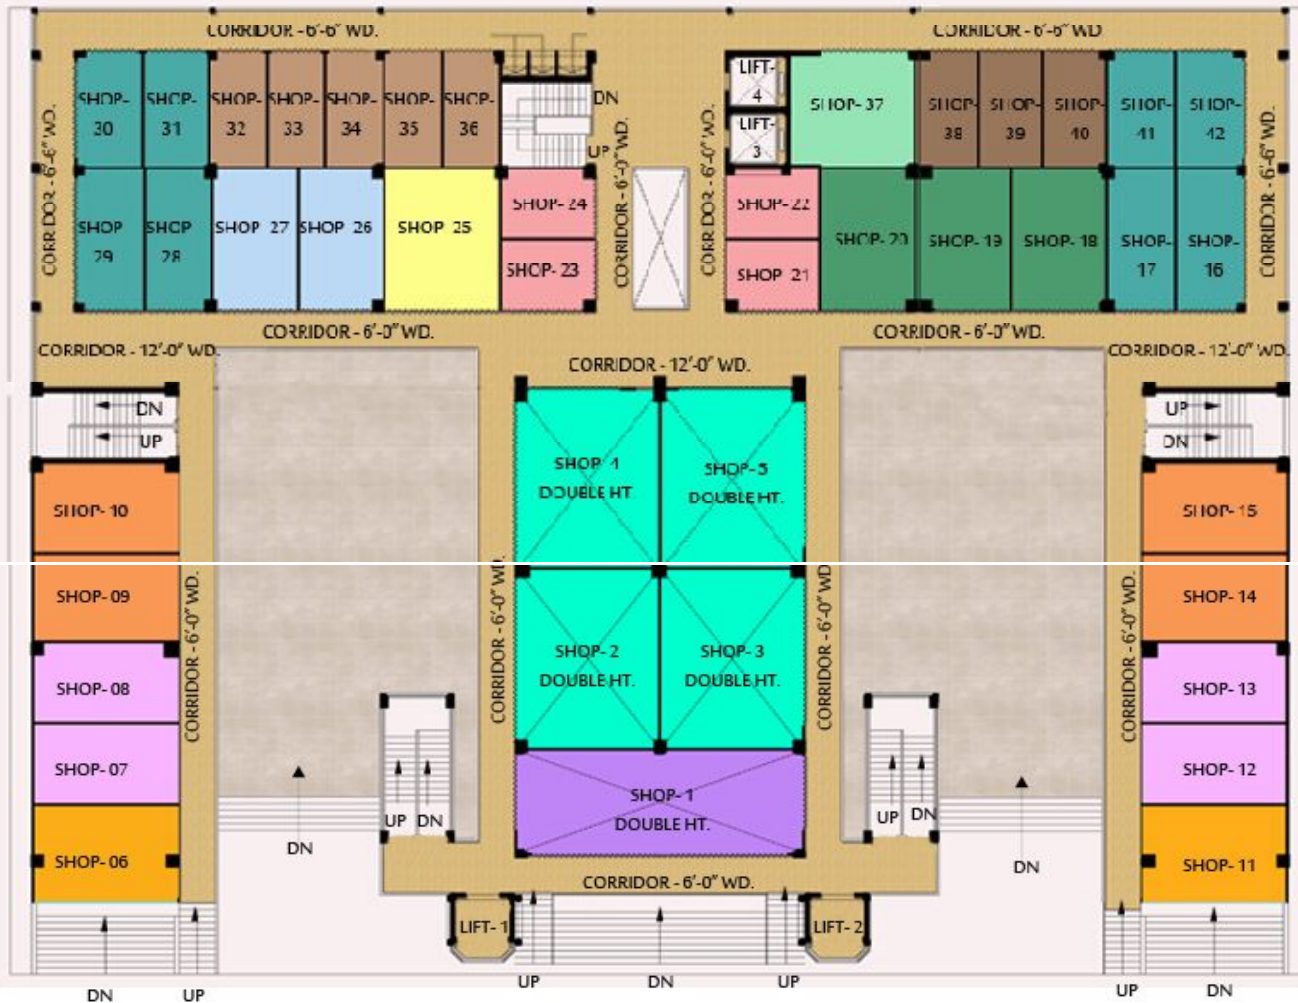 CORRIDOR - 6'-6" WD.
CORRIDOR - 6'-6" WD.
SHOP-
30
SHOP-
31
SHOP-
32
SHOP-
33
SHOP-
34
SHOP-
35
SHOP-
36
DN
UP
LIFT-
4
LIFT-
3
SHOP- 37
SHOP-
38
SHOP-
39
SHOP-
40
SHOP-
41
SHOP-
42
CORRIDOR - 6'-6" WD.
CORRIDOR - 6'-0" WD.
CORRIDOR - 6'-0" WD.
CORRIDOR - 6'-6" WD.
SHOP-
29
SHOP-
28
SHOP 27
SHOP 26
SHOP 25
SHOP- 24
SHOP- 23
SHOP- 22
SHOP 21
SHOP- 20
SHOP- 19
SHOP- 18
SHOP-
17
SHOP-
16
CORRIDOR - 6'-0" WD.
CORRIDOR - 6'-0" WD.
CORRIDOR - 12'-0" WD.
CORRIDOR - 12'-0" WD.
CORRIDOR - 12'-0" WD.
DN
UP
UP
DN
SHOP- 4
DOUBLE HT.
SHOP- 5
DOUBLE HT.
SHOP- 10
SHOP- 15
SHOP- 09
SHOP- 14
CORRIDOR - 6'-0" WD.
CORRIDOR - 6'-0" WD.
CORRIDOR - 6'-0" WD.
CORRIDOR - 6'-0" WD.
SHOP- 2
DOUBLE HT.
SHOP- 3
DOUBLE HT.
SHOP- 08
SHOP- 13
SHOP- 07
SHOP- 12
SHOP- 1
DOUBLE HT.
UP DN
UP DN
DN
DN
SHOP- 06
SHOP- 11
CORRIDOR - 6'-0" WD.
LIFT- 1
LIFT- 2
UP
DN
UP
DN
UP
UP
DN